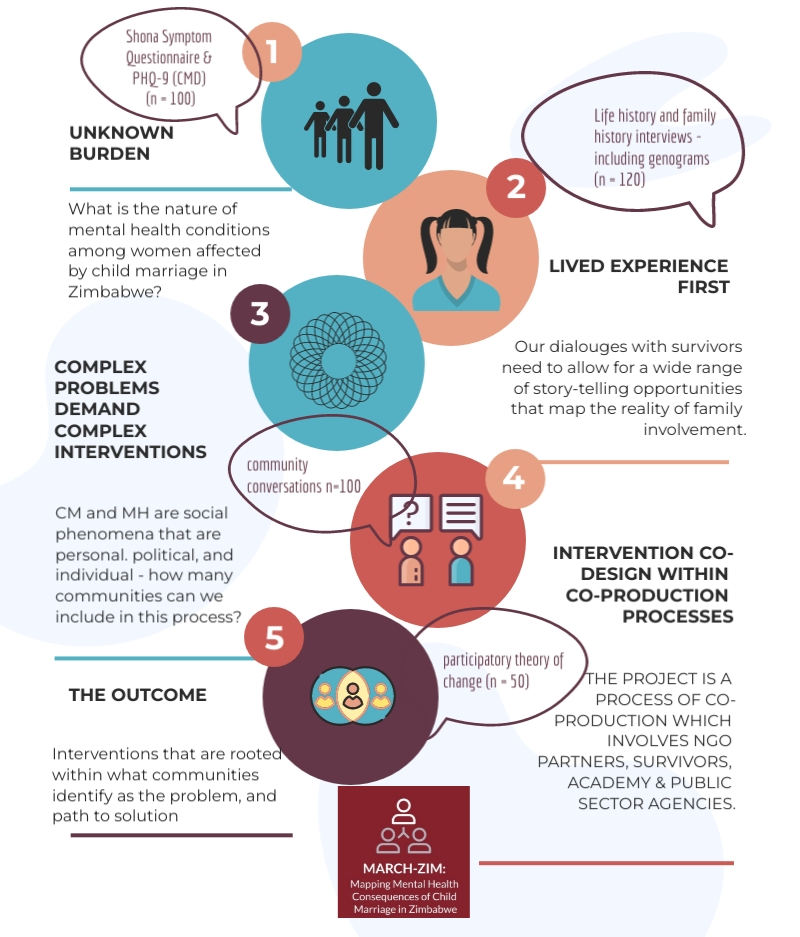 Shona Symptom
Questionnaire &
PHQ-9 (CMD)
(n = 100)
1
UNKNOWN
BURDEN
What is the nature of
mental health conditions
among women affected
by child marriage in
Zimbabwe?
Life history and family
history interviews -
including genograms
(n = 120)
2
LIVED EXPERIENCE
FIRST
Our dialouges with survivors
need to allow for a wide range
of story-telling opportunities
that map the reality of family
involvement.
3
COMPLEX
PROBLEMS
DEMAND
COMPLEX
INTERVENTIONS
community
conversations n=100
CM and MH are social
phenomena that are
personal. political, and
individual - how many
communities can we
include in this process?
4
?
INTERVENTION CO-
DESIGN WITHIN
CO-PRODUCTION
PROCESSES
participatory theory of
change (n = 50)
THE PROJECT IS A
PROCESS OF CO-
PRODUCTION WHICH
INVOLVES NGO
PARTNERS, SURVIVORS,
ACADEMY & PUBLIC
SECTOR AGENCIES.
5
THE OUTCOME
Interventions that are rooted
within what communities
identify as the problem, and
path to solution
MARCH-ZIM:
Mapping Mental Health
Consequences of Child
Marriage in Zimbabwe